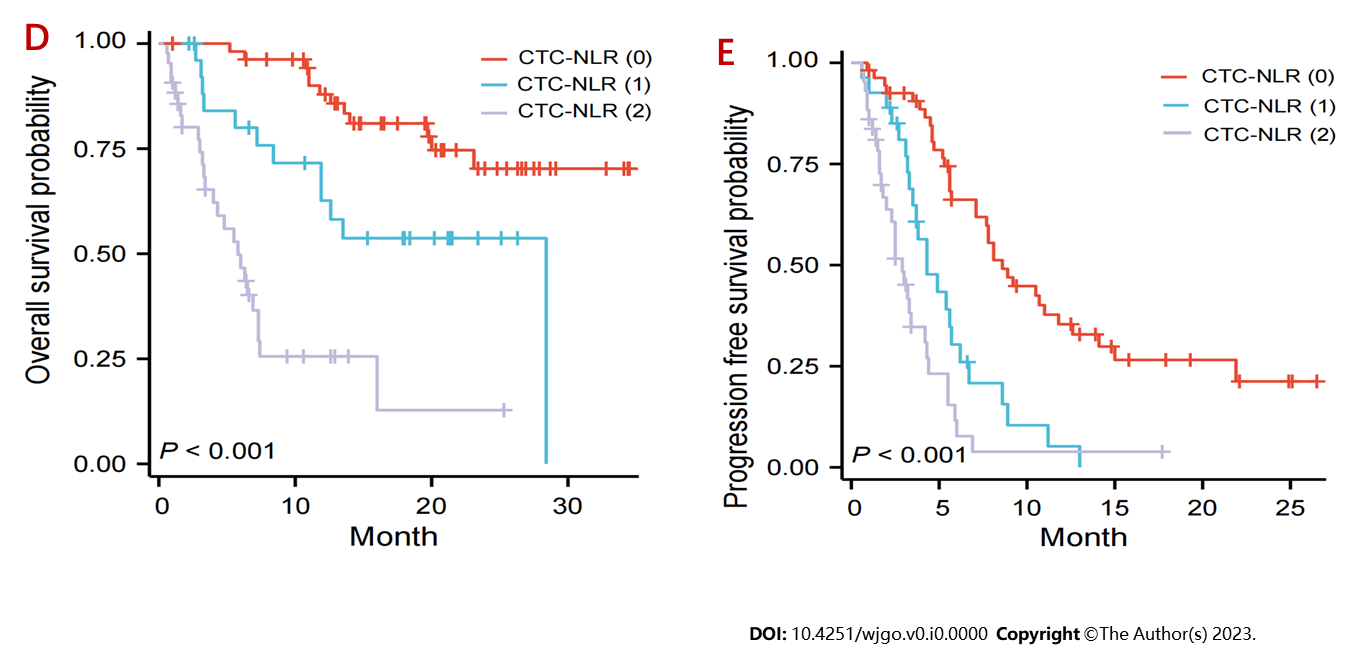 D
Overall survival probability
1.00
0.75
0.50
0.25
0.00
CTC-NLR (0)
CTC-NLR (1)
CTC-NLR (2)
P < 0.001
0 10 20 30
Month
E
Progression free survival probability
1.00
0.75
0.50
0.25
0.00
CTC-NLR (0)
CTC-NLR (1)
CTC-NLR (2)
P < 0.001
0 5 10 15 20 25
Month
DOI: 10.4251/wjgo.v0.i0.0000 Copyright ©The Author(s) 2023.